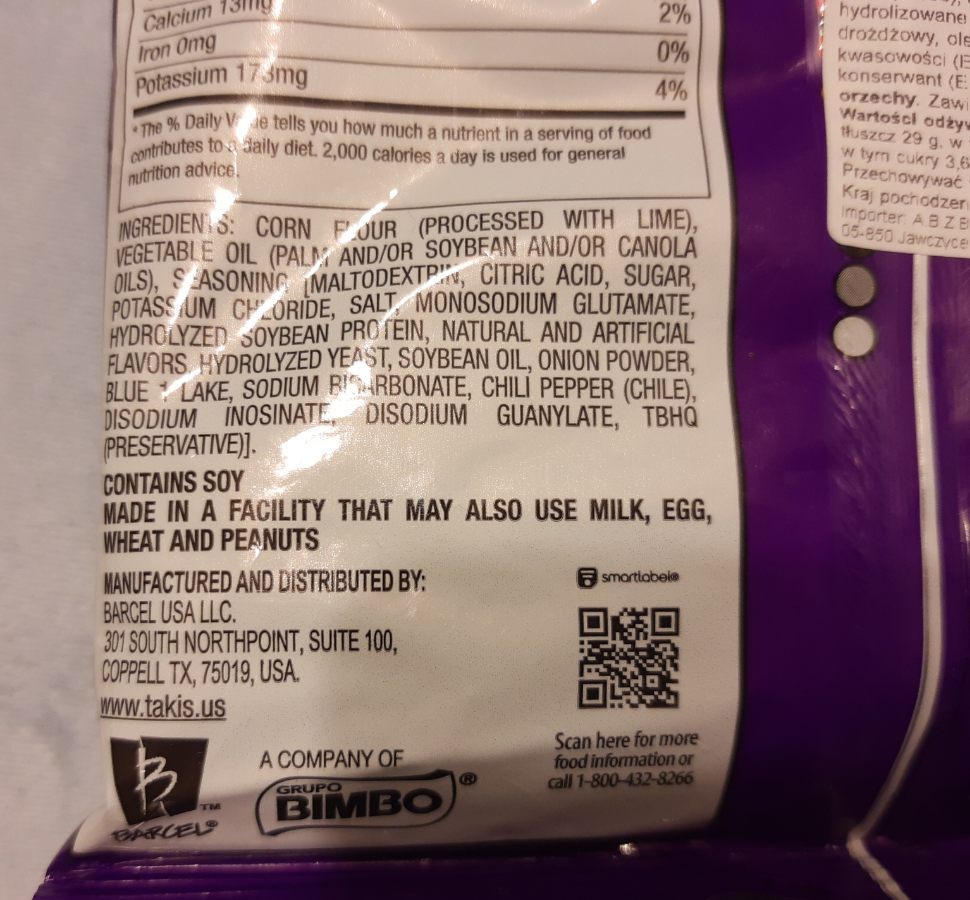 Calcium 13mg 2%
Iron 0mg 0%
Potassium 173mg 4%
* The % Daily Value tells you how much a nutrient in a serving of food
contributes to a daily diet. 2,000 calories a day is used for general
nutrition advice.
INGREDIENTS: CORN FLOUR (PROCESSED WITH LIME),
VEGETABLE OIL (PALM AND/OR SOYBEAN AND/OR CANOLA
OILS), SEASONING [MALTODEXTRIN, CITRIC ACID, SUGAR,
POTASSIUM CHLORIDE, SALT, MONOSODIUM GLUTAMATE,
HYDROLYZED SOYBEAN PROTEIN, NATURAL AND ARTIFICIAL
FLAVORS, HYDROLYZED YEAST, SOYBEAN OIL, ONION POWDER,
BLUE 1 LAKE, SODIUM BICARBONATE, CHILI PEPPER (CHILE),
DISODIUM INOSINATE, DISODIUM GUANYLATE, TBHQ
(PRESERVATIVE)].
CONTAINS SOY
MADE IN A FACILITY THAT MAY ALSO USE MILK, EGG,
WHEAT AND PEANUTS
MANUFACTURED AND DISTRIBUTED BY:
BARCEL USA LLC.
301 SOUTH NORTHPOINT, SUITE 100,
COPPELL TX, 75019, USA.
www.takis.us
B TM
BARCEL®
A COMPANY OF
GRUPO
BIMBO ®
smartlabel®
Scan here for more
food information or
call 1-800-432-8266
hydrolizowane
drożdżowy, ole
kwasowości (E
konserwant (E
orzechy. Zawi
Wartości odżyw
tłuszcz 29 g, w
w tym cukry 3,6
Przechowywać
Kraj pochodzen
Importer: A B Z B
05-850 Jawczyce